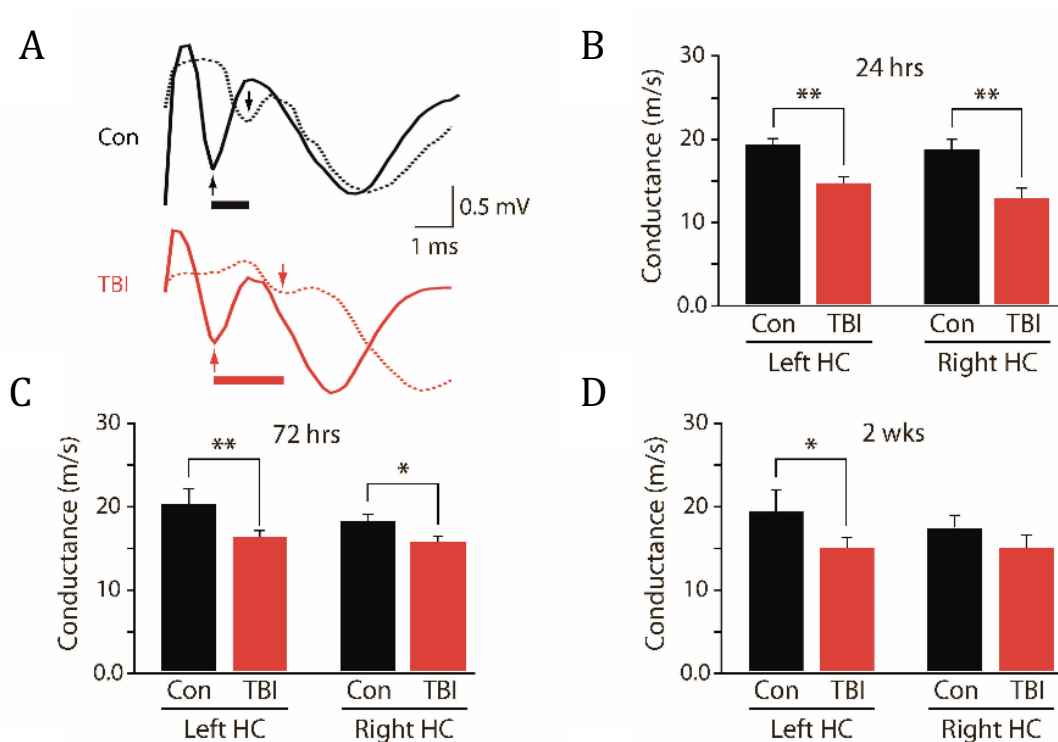 A
Con
0.5 mV
1 ms
TBI
B
30
24 hrs
**
**
20
10
0.0
Conductance (m/s)
Con TBI Con TBI
Left HC Right HC
C
30
72 hrs
**
*
20
10
0.0
Conductance (m/s)
Con TBI Con TBI
Left HC Right HC
D
30
2 wks
*
20
10
0.0
Conductance (m/s)
Con TBI Con TBI
Left HC Right HC